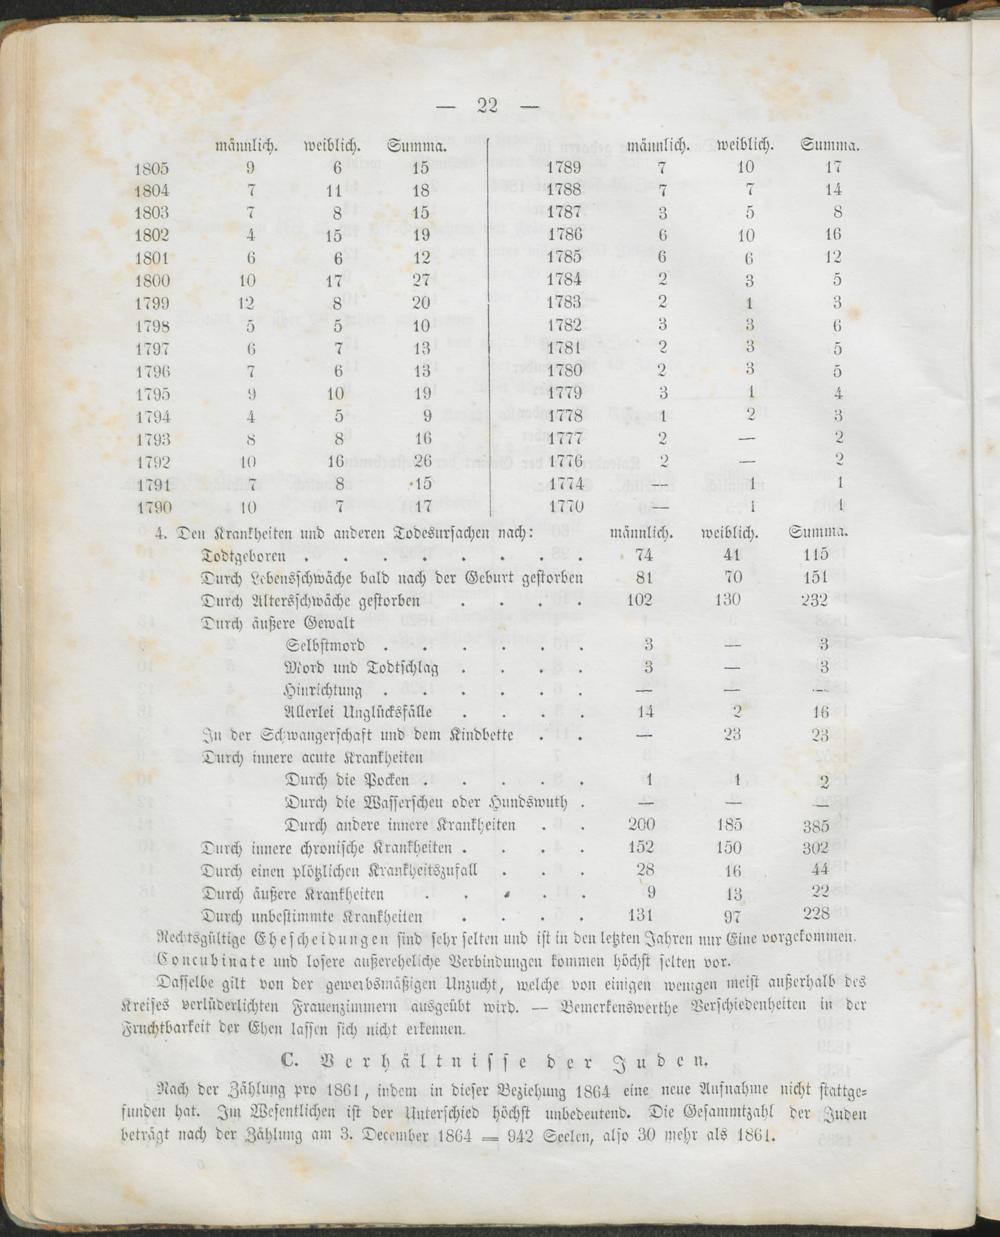 — 22 —
männlich. weiblich. Summa.
1805 9 6 15
1804 7 11 18
1803 7 8 15
1802 4 15 19
1801 6 6 12
1800 10 17 27
1799 12 8 20
1798 5 5 10
1797 6 7 13
1796 7 6 13
1795 9 10 19
1794 4 5 9
1793 8 8 16
1792 10 16 26
1791 7 8 15
1790 10 7 17
männlich. weiblich. Summa.
1789 7 10 17
1788 7 7 14
1787 3 5 8
1786 6 10 16
1785 6 6 12
1784 2 3 5
1783 2 1 3
1782 3 3 6
1781 2 3 5
1780 2 3 5
1779 3 1 4
1778 1 2 3
1777 2 — 2
1776 2 — 2
1774 — 1 1
1770 — 1 1
4. Den Krankheiten und anderen Todesursachen nach: männlich. weiblich. Summa.
Todtgeboren . . . . . . . . 74 41 115
Durch Lebensschwäche bald nach der Geburt gestorben 81 70 151
Durch Altersschwäche gestorben . . . . 102 130 232
Durch äußere Gewalt
Selbstmord . . . . . . 3 — 3
Mord und Todtschlag . . . . 3 — 3
Hinrichtung . . . . . . — — —
Allerlei Unglücksfälle . . . . 14 2 16
In der Schwangerschaft und dem Kindbette . . — 23 23
Durch innere acute Krankheiten
Durch die Pocken . . . . . 1 1 2
Durch die Wasserscheu oder Hundswuth . — — —
Durch andere innere Krankheiten . . 200 185 385
Durch innere chronische Krankheiten . . . . 152 150 302
Durch einen plötzlichen Krankheitszufall . . . 28 16 44
Durch äußere Krankheiten . . . . . 9 13 22
Durch unbestimmte Krankheiten . . . . 131 97 228
Rechtsgültige Ehescheidungen sind sehr selten und ist in den letzten Jahren nur Eine vorgekommen.
Concubinate und losere außereheliche Verbindungen kommen höchst selten vor.
Dasselbe gilt von der gewerbsmäßigen Unzucht, welche von einigen wenigen meist außerhalb des
Kreises verlüderlichten Frauenzimmern ausgeübt wird. — Bemerkenswerthe Verschiedenheiten in der
Fruchtbarkeit der Ehen lassen sich nicht erkennen.
C. Verhältnisse der Juden.
Nach der Zählung pro 1861, indem in dieser Beziehung 1864 eine neue Aufnahme nicht stattge-
funden hat. Im Wesentlichen ist der Unterschied höchst unbedeutend. Die Gesammtzahl der Juden
beträgt nach der Zählung am 3. December 1864 = 942 Seelen, also 30 mehr als 1861.